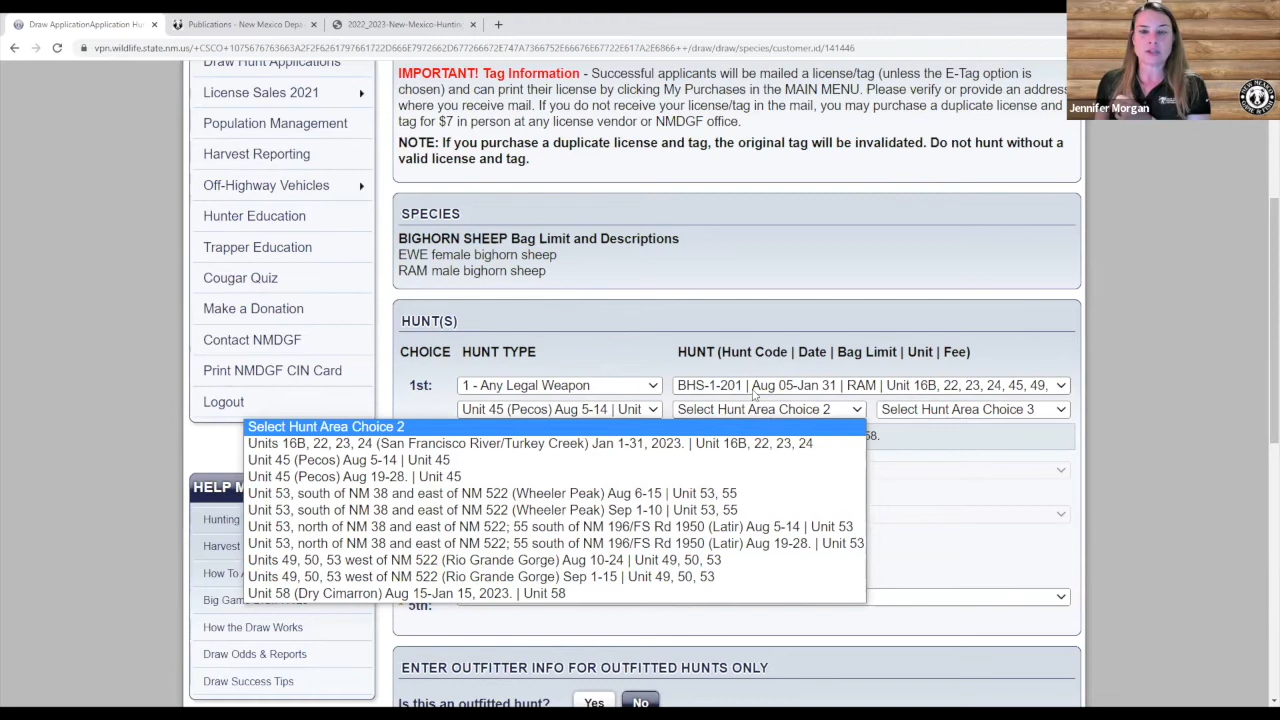 Draw ApplicationApplication Hu
Publications - New Mexico Depa
2022_2023-New-Mexico-Hunting
vpn.wildlife.state.nm.us/+CSCO+1075676763663A2F2F6261797661722D666E7972662D677266672E747A7366752E66676E67722E617A2E6866++/draw/draw/species/customer.id/141446
Jennifer Morgan
Draw Hunt Applications
License Sales 2021
Population Management
Harvest Reporting
Off-Highway Vehicles
Hunter Education
Trapper Education
Cougar Quiz
Make a Donation
Contact NMDGF
Print NMDGF CIN Card
Logout
HELP M
Hunting
Harvest
How To A
Big Game Draw
How the Draw Works
Draw Odds & Reports
Draw Success Tips
IMPORTANT! Tag Information - Successful applicants will be mailed a license/tag (unless the E-Tag option is
chosen) and can print their license by clicking My Purchases in the MAIN MENU. Please verify or provide an address
where you receive mail. If you do not receive your license/tag in the mail, you may purchase a duplicate license and
tag for $7 in person at any license vendor or NMDGF office.
NOTE: If you purchase a duplicate license and tag, the original tag will be invalidated. Do not hunt without a
valid license and tag.
SPECIES
BIGHORN SHEEP Bag Limit and Descriptions
EWE female bighorn sheep
RAM male bighorn sheep
HUNT(S)
CHOICE HUNT TYPE HUNT (Hunt Code | Date | Bag Limit | Unit | Fee)
1st: 1 - Any Legal Weapon BHS-1-201 | Aug 05-Jan 31 | RAM | Unit 16B, 22, 23, 24, 45, 49,
Unit 45 (Pecos) Aug 5-14 | Unit Select Hunt Area Choice 2 Select Hunt Area Choice 3
Select Hunt Area Choice 2
58.
Units 16B, 22, 23, 24 (San Francisco River/Turkey Creek) Jan 1-31, 2023. | Unit 16B, 22, 23, 24
Unit 45 (Pecos) Aug 5-14 | Unit 45
Unit 45 (Pecos) Aug 19-28. | Unit 45
Unit 53, south of NM 38 and east of NM 522 (Wheeler Peak) Aug 6-15 | Unit 53, 55
Unit 53, south of NM 38 and east of NM 522 (Wheeler Peak) Sep 1-10 | Unit 53, 55
Unit 53, north of NM 38 and east of NM 522; 55 south of NM 196/FS Rd 1950 (Latir) Aug 5-14 | Unit 53
Unit 53, north of NM 38 and east of NM 522; 55 south of NM 196/FS Rd 1950 (Latir) Aug 19-28. | Unit 53
Units 49, 50, 53 west of NM 522 (Rio Grande Gorge) Aug 10-24 | Unit 49, 50, 53
Units 49, 50, 53 west of NM 522 (Rio Grande Gorge) Sep 1-15 | Unit 49, 50, 53
Unit 58 (Dry Cimarron) Aug 15-Jan 15, 2023. | Unit 58
5th:
ENTER OUTFITTER INFO FOR OUTFITTED HUNTS ONLY
Is this an outfitted hunt? Yes No